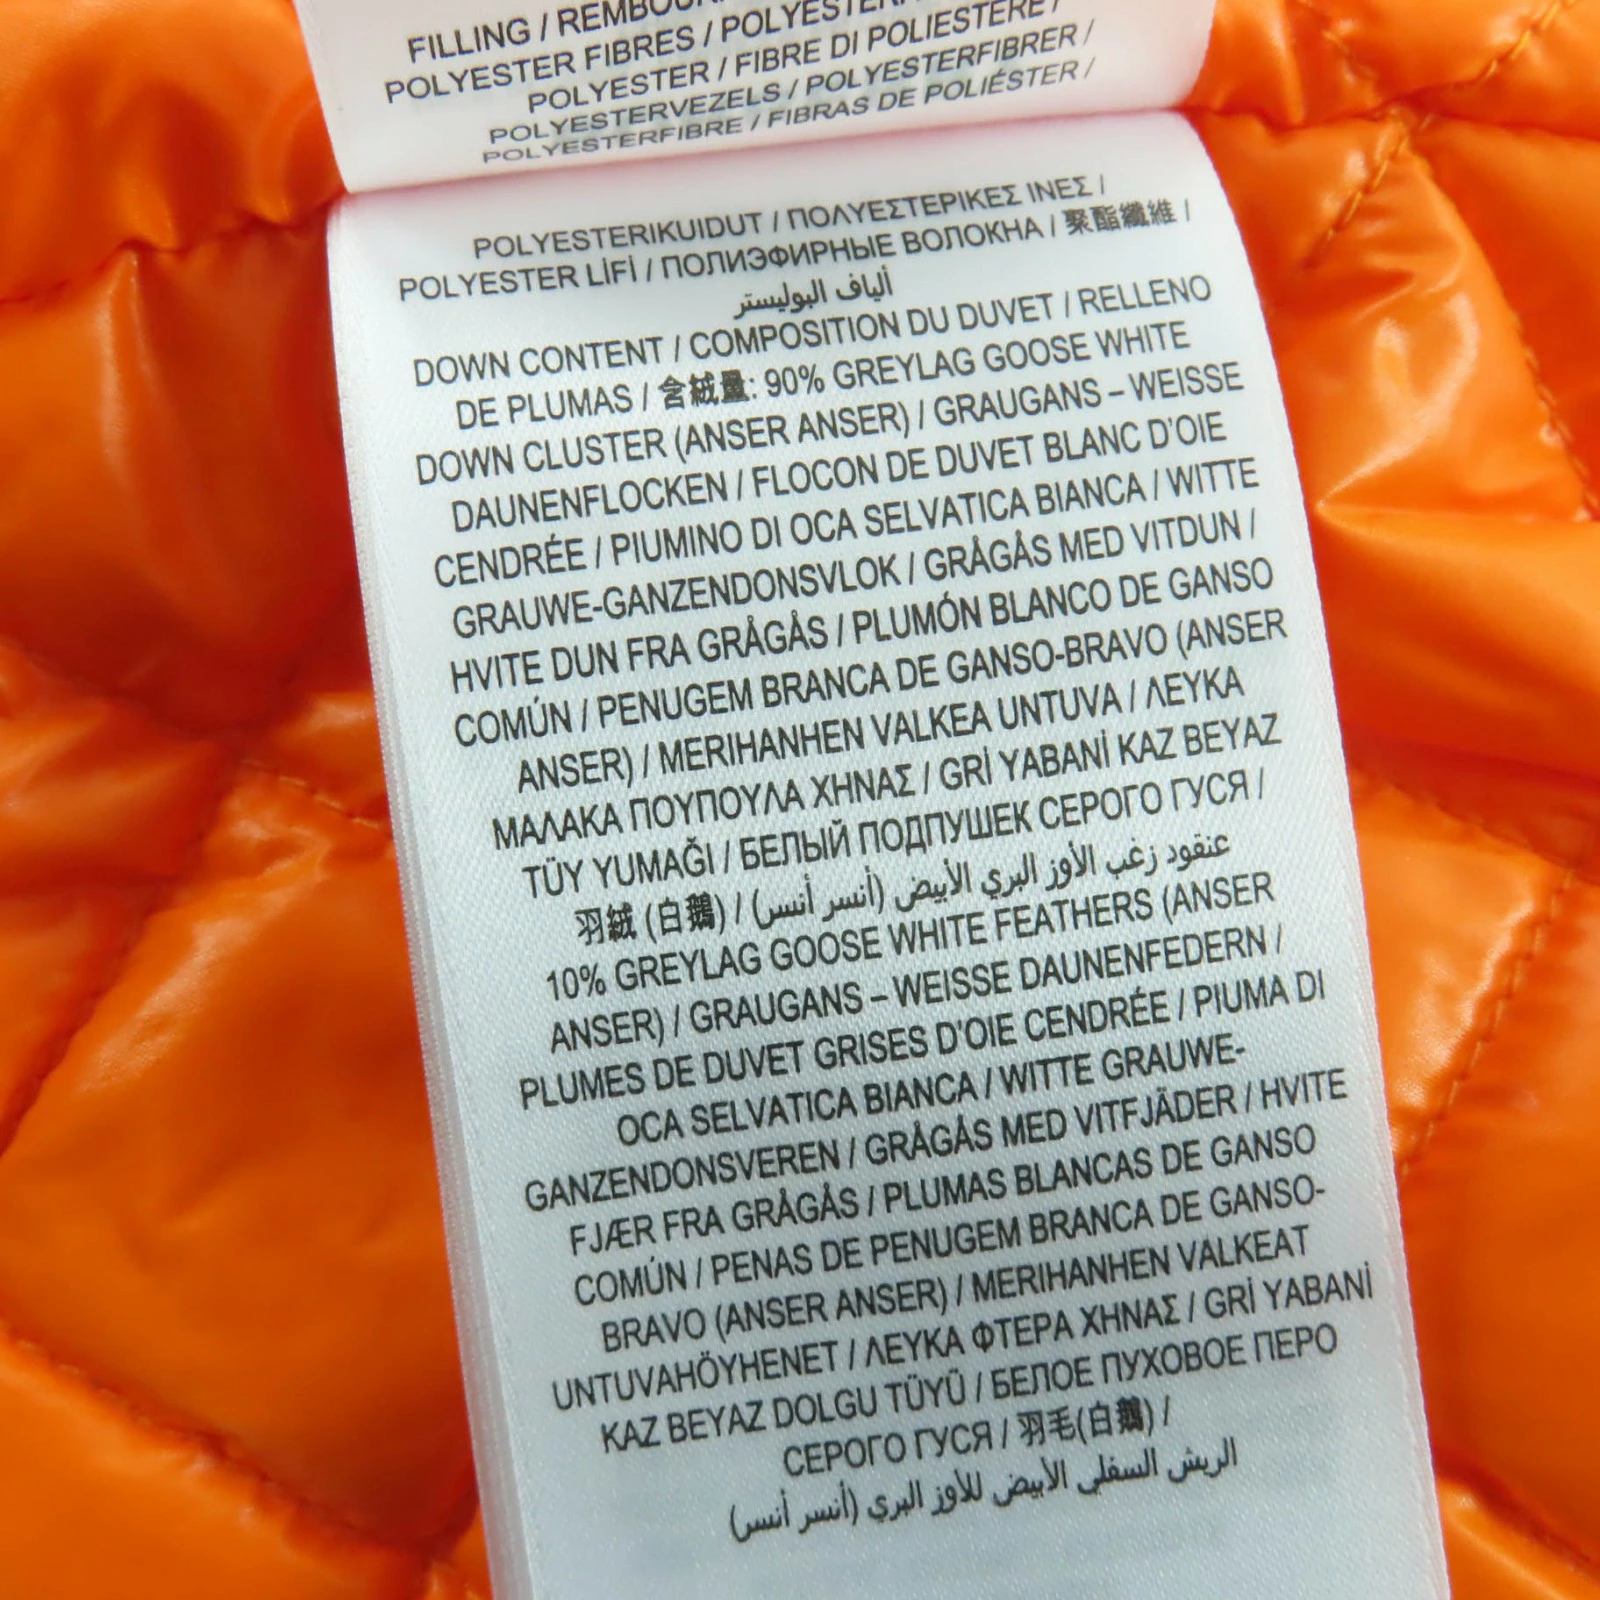 FILLING /
POLYESTER FIBRES /
POLYESTER / FIBRE DI POLIESTERE /
POLYESTERVEZELS / POLYESTERFIBRER /
POLYESTERFIBRE / FIBRAS DE POLIÉSTER /
POLYESTERIKUIDUT / ΠΟΛΥΕΣΤΕΡΙΚΕΣ ΙΝΕΣ /
POLYESTER LİFİ / ПОЛИЭФИРНЫЕ ВОЛОКНА / 聚酯纖維 /
ألياف البوليستر
DOWN CONTENT / COMPOSITION DU DUVET / RELLENO
DE PLUMAS / 含絨量: 90% GREYLAG GOOSE WHITE
DOWN CLUSTER (ANSER ANSER) / GRAUGANS – WEISSE
DAUNENFLOCKEN / FLOCON DE DUVET BLANC D'OIE
CENDRÉE / PIUMINO DI OCA SELVATICA BIANCA / WITTE
GRAUWE-GANZENDONSVLOK / GRÅGÅS MED VITDUN /
HVITE DUN FRA GRÅGÅS / PLUMÓN BLANCO DE GANSO
COMÚN / PENUGEM BRANCA DE GANSO-BRAVO (ANSER
ANSER) / MERIHANHEN VALKEA UNTUVA / ΛΕΥΚΑ
ΜΑΛΑΚΑ ΠΟΥΠΟΥΛΑ ΧΗΝΑΣ / GRİ YABANİ KAZ BEYAZ
TÜY YUMAĞI / БЕЛЫЙ ПОДПУШЕК СЕРОГО ГУСЯ /
羽絨 (白鵝) / عنقود زغب الأوز البري الأبيض (أنسر أنسر)
10% GREYLAG GOOSE WHITE FEATHERS (ANSER
ANSER) / GRAUGANS – WEISSE DAUNENFEDERN /
PLUMES DE DUVET GRISES D'OIE CENDRÉE / PIUMA DI
OCA SELVATICA BIANCA / WITTE GRAUWE-
GANZENDONSVEREN / GRÅGÅS MED VITFJÄDER / HVITE
FJÆR FRA GRÅGÅS / PLUMAS BLANCAS DE GANSO
COMÚN / PENAS DE PENUGEM BRANCA DE GANSO-
BRAVO (ANSER ANSER) / MERIHANHEN VALKEAT
UNTUVAHÖYHENET / ΛΕΥΚΑ ΦΤΕΡΑ ΧΗΝΑΣ / GRİ YABANİ
KAZ BEYAZ DOLGU TÜYÜ / БЕЛОЕ ПУХОВОЕ ПЕРО
СЕРОГО ГУСЯ / 羽毛(白鵝) /
الريش السفلي الأبيض للأوز البري (أنسر أنسر)